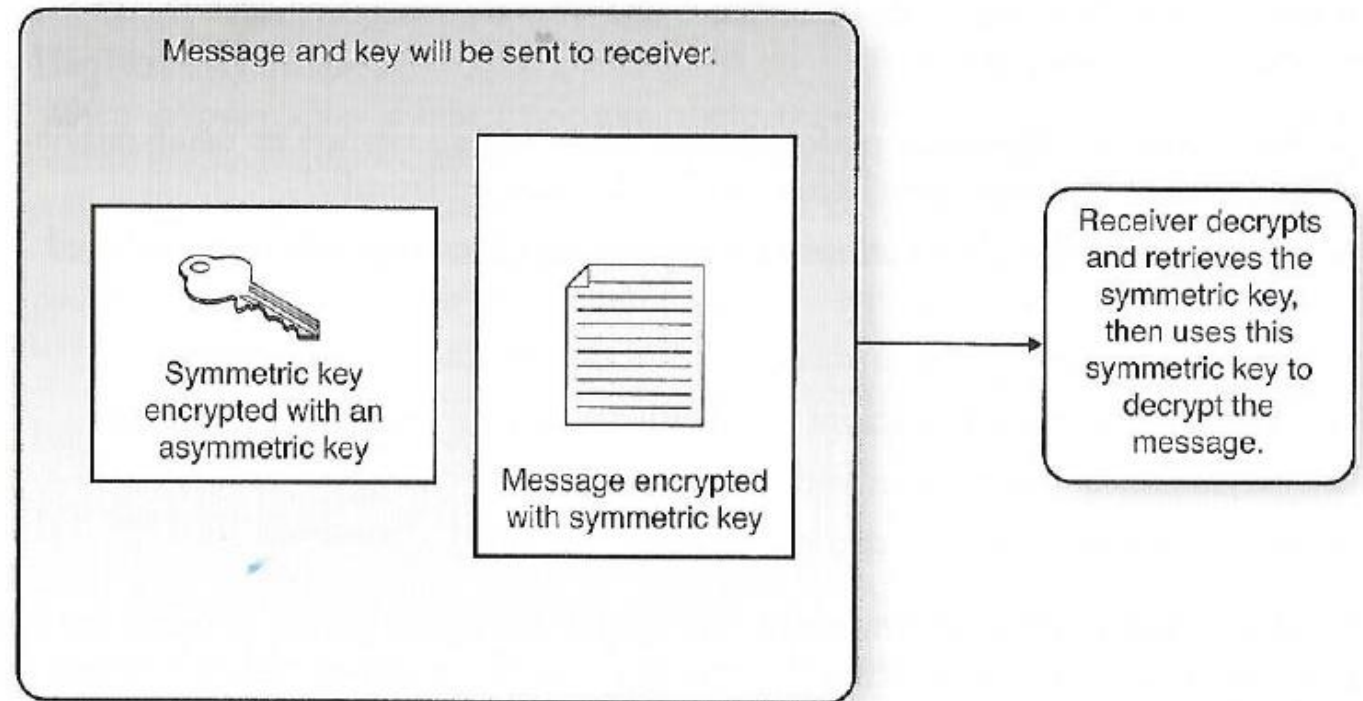 Message and key will be sent to receiver.
Symmetric key
encrypted with an
asymmetric key
Message encrypted
with symmetric key
Receiver decrypts
and retrieves the
symmetric key,
then uses this
symmetric key to
decrypt the
message.